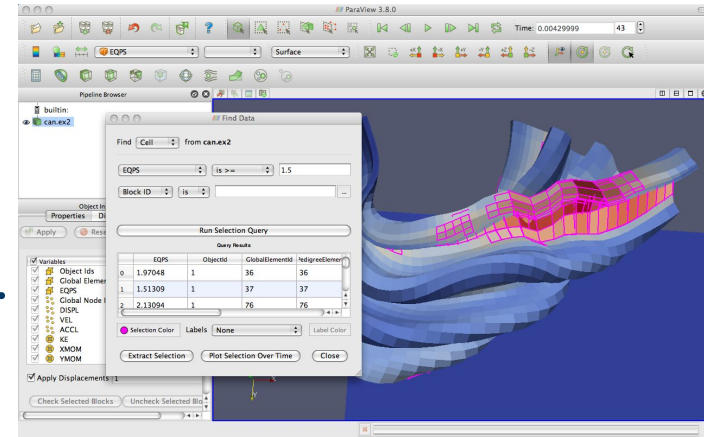 ParaView 3.8.0
Time: 0.00429999 43
EQPS Surface
Pipeline Browser
builtin:
can.ex2
Find Data
Find Cell from can.ex2
EQPS is >= 1.5
Block ID is ...
Run Selection Query
Query Results
EQPS ObjectId GlobalElementId PedigreeElemen
0 1.97048 1 36 36
1 1.51309 1 37 37
2 2.13094 1 76 76
Selection Color Labels None Label Color
Extract Selection Plot Selection Over Time Close
Object In
Properties Di
Apply Rese
Variables
Object Ids
Global Elemen
EQPS
Global Node I
DISPL
VEL
ACCL
KE
XMOM
YMOM
Apply Displacements 1
Check Selected Blocks Uncheck Selected Blo
Y